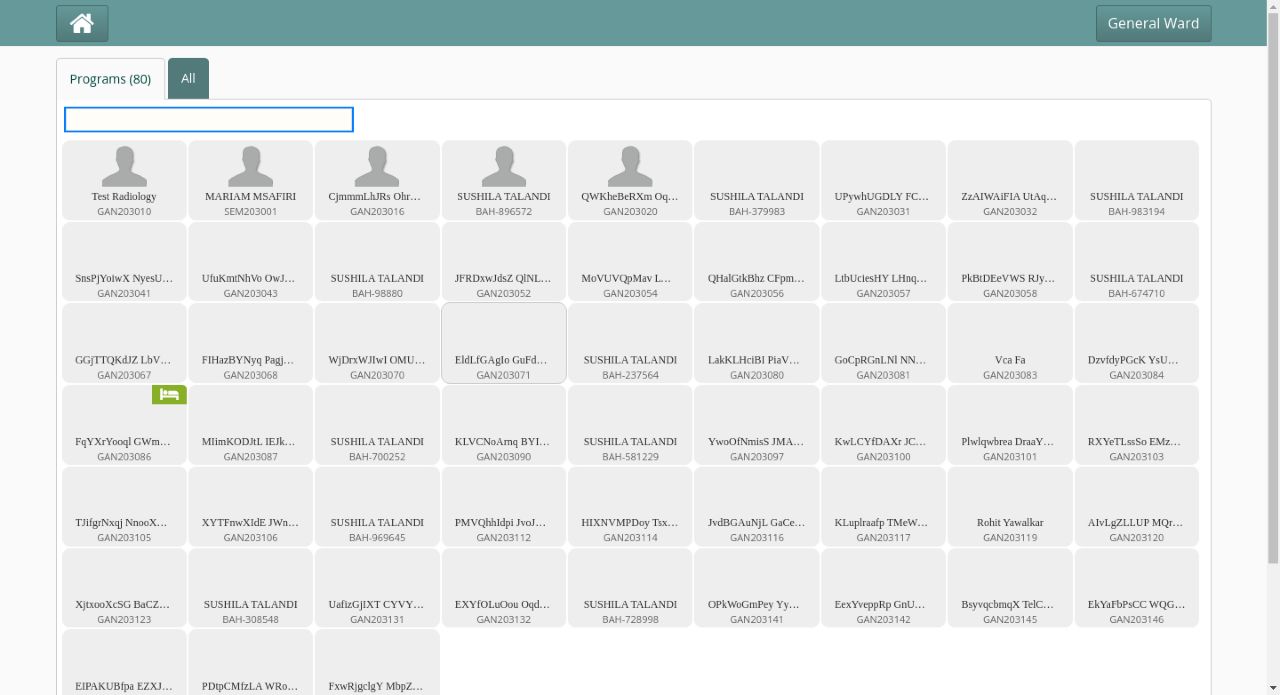 General Ward
Programs (80)
All
Test Radiology
GAN203010
MARIAM MSAFIRI
SEM203001
CjmmmLhJRs Ohr…
GAN203016
SUSHILA TALANDI
BAH-896572
QWKheBeRXm Oq…
GAN203020
SUSHILA TALANDI
BAH-379983
UPywhUGDLY FC…
GAN203031
ZzAIWAiFIA UtAq…
GAN203032
SUSHILA TALANDI
BAH-983194
SnsPjYoiwX NyesU…
GAN203041
UfuKmtNhVo OwJ…
GAN203043
SUSHILA TALANDI
BAH-98880
JFRDxwJdsZ QlNL…
GAN203052
MoVUVQpMav L…
GAN203054
QHalGtkBhz CFpm…
GAN203056
LtbUciesHY LHnq…
GAN203057
PkBtDEeVWS RJy…
GAN203058
SUSHILA TALANDI
BAH-674710
GGjTTQKdJZ LbV…
GAN203067
FIHazBYNyq Pagj…
GAN203068
WjDrxWJIwI OMU…
GAN203070
EldLfGAgIo GuFd…
GAN203071
SUSHILA TALANDI
BAH-237564
LakKLHciBI PiaV…
GAN203080
GoCpRGnLNl NN…
GAN203081
Vca Fa
GAN203083
DzvfdyPGcK YsU…
GAN203084
FqYXrYooql GWm…
GAN203086
MIimKODJtL IEJk…
GAN203087
SUSHILA TALANDI
BAH-700252
KLVCNoArnq BYI…
GAN203090
SUSHILA TALANDI
BAH-581229
YwoOfNmisS JMA…
GAN203097
KwLCYfDAXr JC…
GAN203100
Plwlqwbrea DraaY…
GAN203101
RXYeTLssSo EMz…
GAN203103
TJifgrNxqj NnooX…
GAN203105
XYTFnwXIdE JWn…
GAN203106
SUSHILA TALANDI
BAH-969645
PMVQhhIdpi JvoJ…
GAN203112
HIXNVMPDoy Tsx…
GAN203114
JvdBGAuNjL GaCe…
GAN203116
KLuplraafp TMeW…
GAN203117
Rohit Yawalkar
GAN203119
AIvLgZLLUP MQr…
GAN203120
XjtxooXcSG BaCZ…
GAN203123
SUSHILA TALANDI
BAH-308548
UafizGjIXT CYVY…
GAN203131
EXYfOLuOou Oqd…
GAN203132
SUSHILA TALANDI
BAH-728998
OPkWoGmPey Yy…
GAN203141
EexYveppRp GnU…
GAN203142
BsyvqcbmqX TelC…
GAN203145
EkYaFbPsCC WQG…
GAN203146
EIPAKUBfpa EZXJ…
PDtpCMfzLA WRo…
FxwRjgclgY MbpZ…